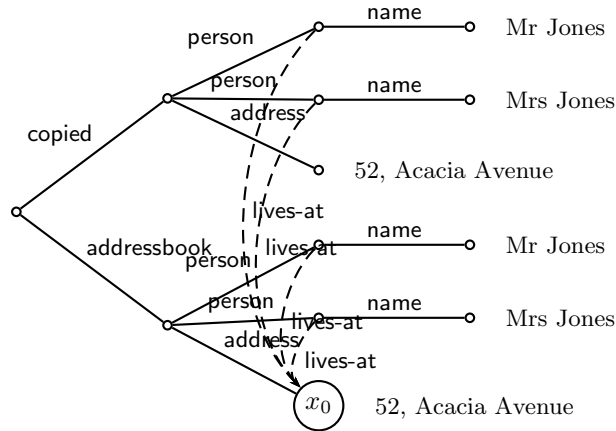 name
Mr Jones
person
person
name
Mrs Jones
address
copied
52, Acacia Avenue
lives-at
name
Mr Jones
addressbook
lives-at
person
person
name
lives-at
Mrs Jones
address
lives-at
x0
52, Acacia Avenue